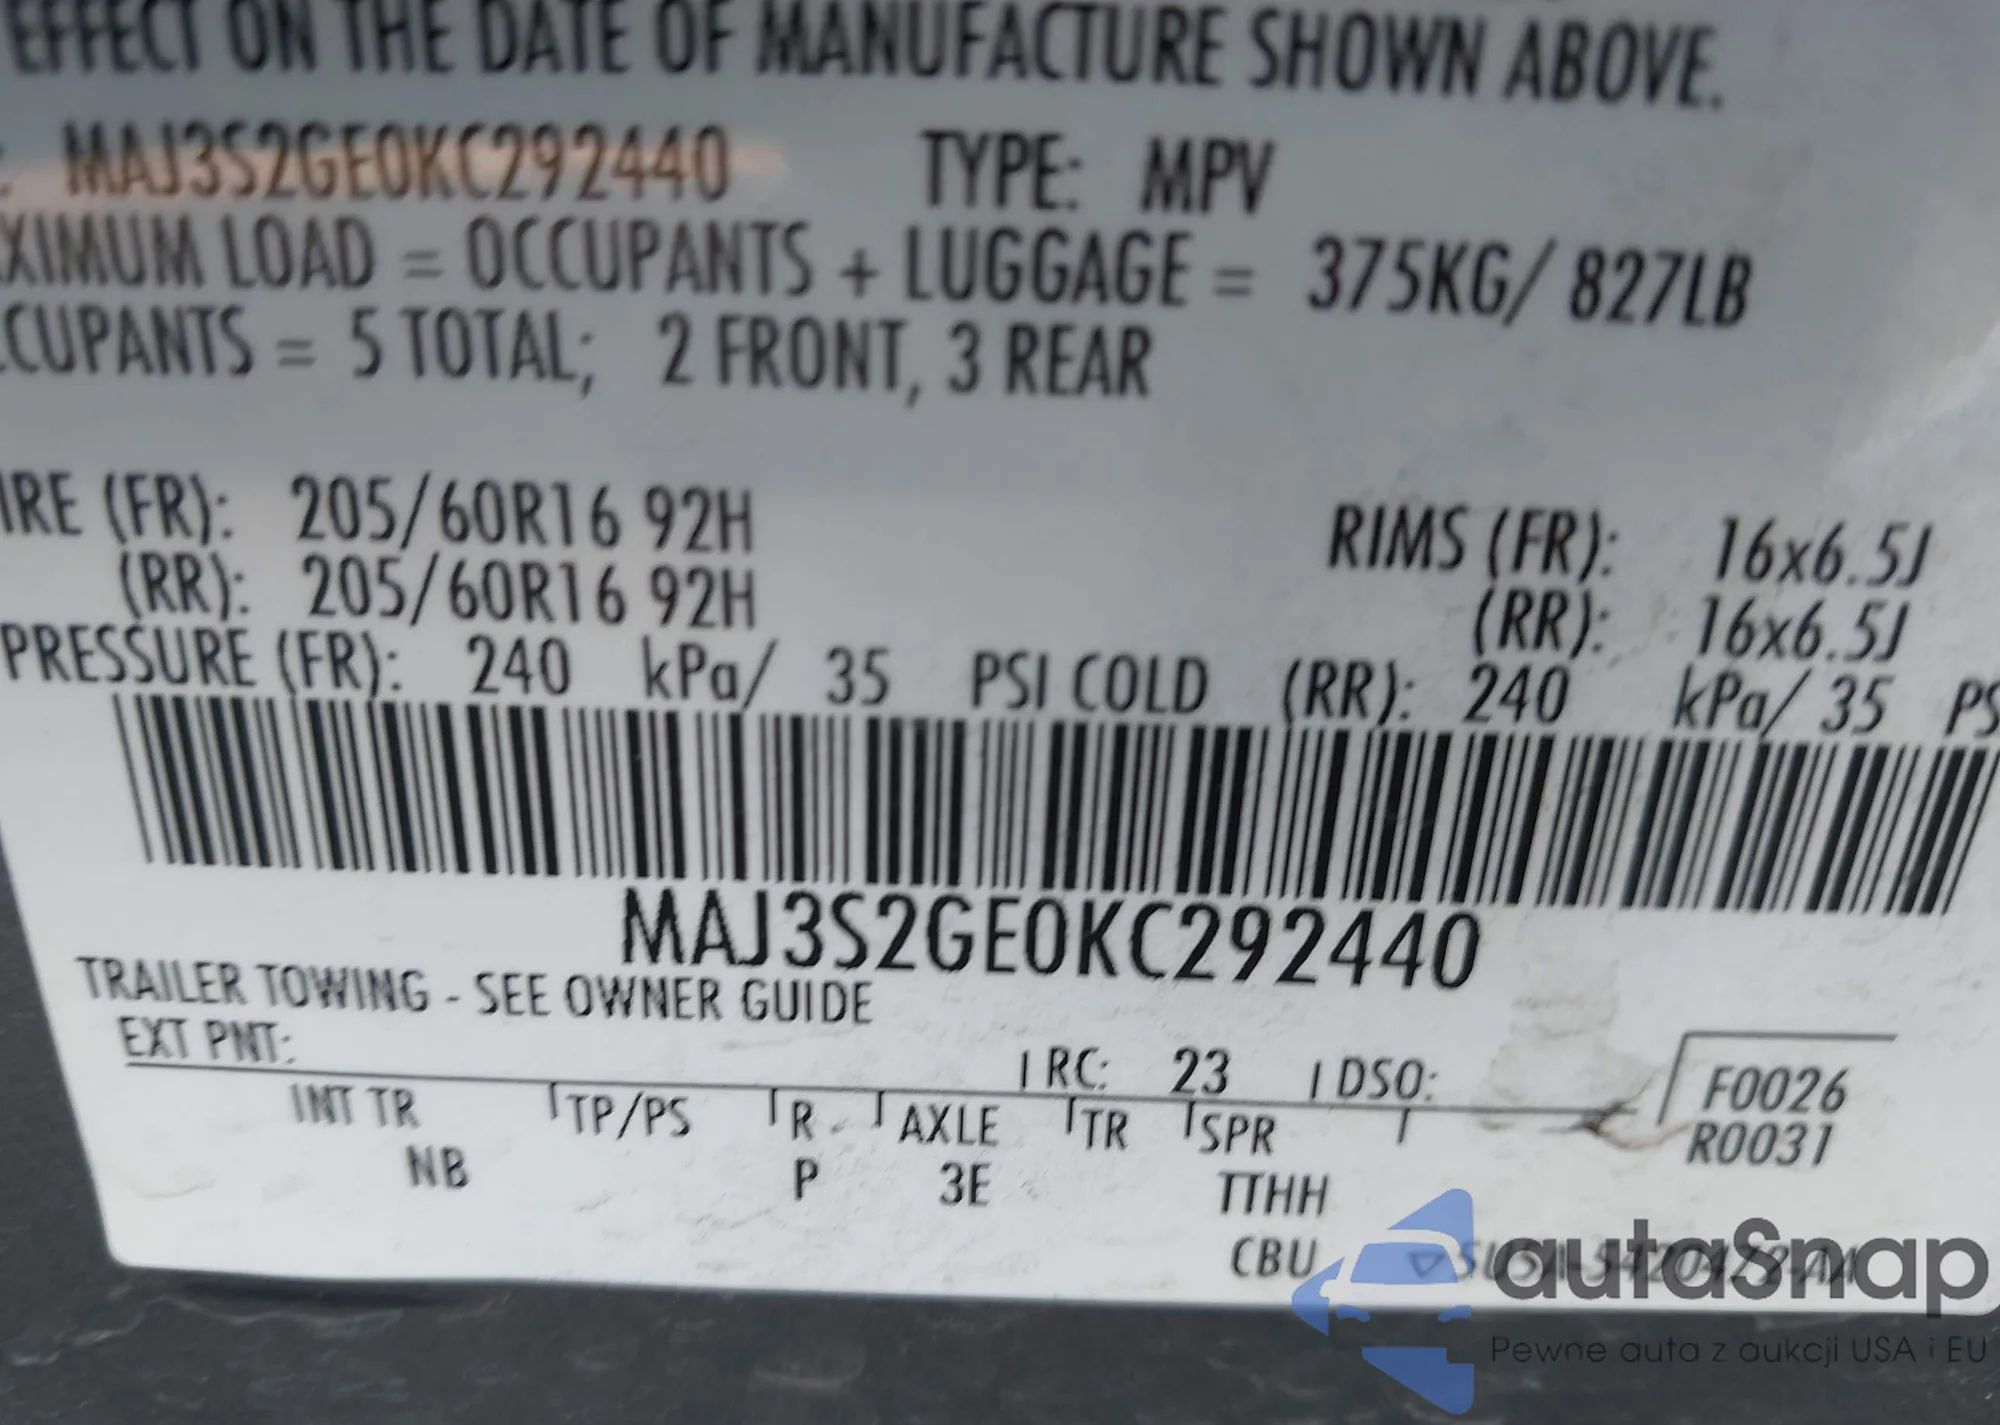 EFFECT ON THE DATE OF MANUFACTURE SHOWN ABOVE.
: MAJ3S2GE0KC292440 TYPE: MPV
XIMUM LOAD = OCCUPANTS + LUGGAGE = 375KG/ 827LB
CUPANTS = 5 TOTAL; 2 FRONT, 3 REAR
IRE (FR): 205/60R16 92H RIMS (FR): 16x6.5J
(RR): 205/60R16 92H (RR): 16x6.5J
PRESSURE (FR): 240 kPa/ 35 PSI COLD (RR): 240 kPa/ 35 PS
MAJ3S2GE0KC292440
TRAILER TOWING - SEE OWNER GUIDE
EXT PNT: RC: 23 DSO: F0026
INT TR TP/PS R AXLE TR SPR R0031
NB P 3E TTHH
CBU
autaSnap
Pewne auta z aukcji USA i EU